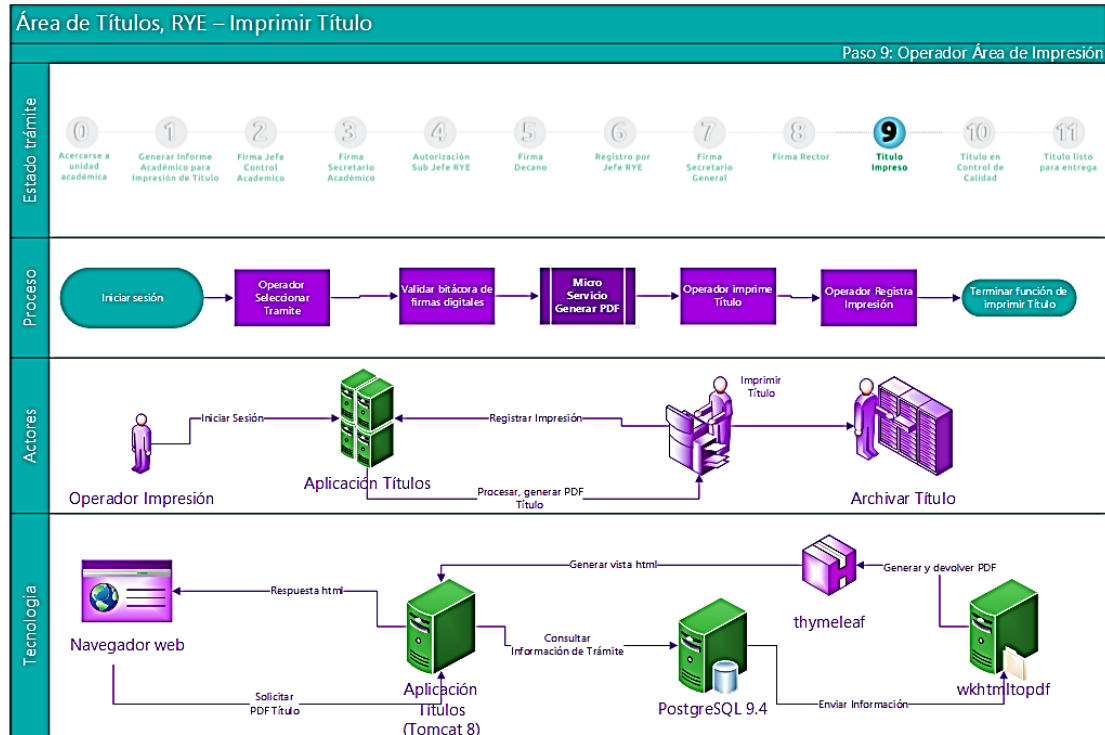 Área de Títulos, RYE – Imprimir Título
Paso 9: Operador Área de Impresión
Estado trámite
0
Acercarse a
unidad
académica
1
Generar Informe
Académico para
Impresión de Título
2
Firma Jefe
Control
Academico
3
Firma
Secretario
Académico
4
Autorización
Sub Jefe RYE
5
Firma
Decano
6
Registro por
Jefe RYE
7
Firma
Secretario
General
8
Firma Rector
9
Titulo
Impreso
10
Titulo en
Control de
Calidad
11
Titulo listo
para entrega
Proceso
Iniciar sesión
Operador
Seleccionar
Tramite
Validar bitácora de
firmas digitales
Micro
Servicio
Generar PDF
Operador imprime
Título
Operador Registra
Impresión
Terminar función de
imprimir Título
Actores
Operador Impresión
Iniciar Sesión
Aplicación Títulos
Registrar Impresión
Procesar, generar PDF
Título
Imprimir
Título
Archivar Título
Tecnologia
Navegador web
Respuesta html
Solicitar
PDF Título
Aplicación
Títulos
(Tomcat 8)
Generar vista html
Consultar
Información de Trámite
PostgreSQL 9.4
Enviar Información
thymeleaf
Generar y devolver PDF
wkhtmltopdf